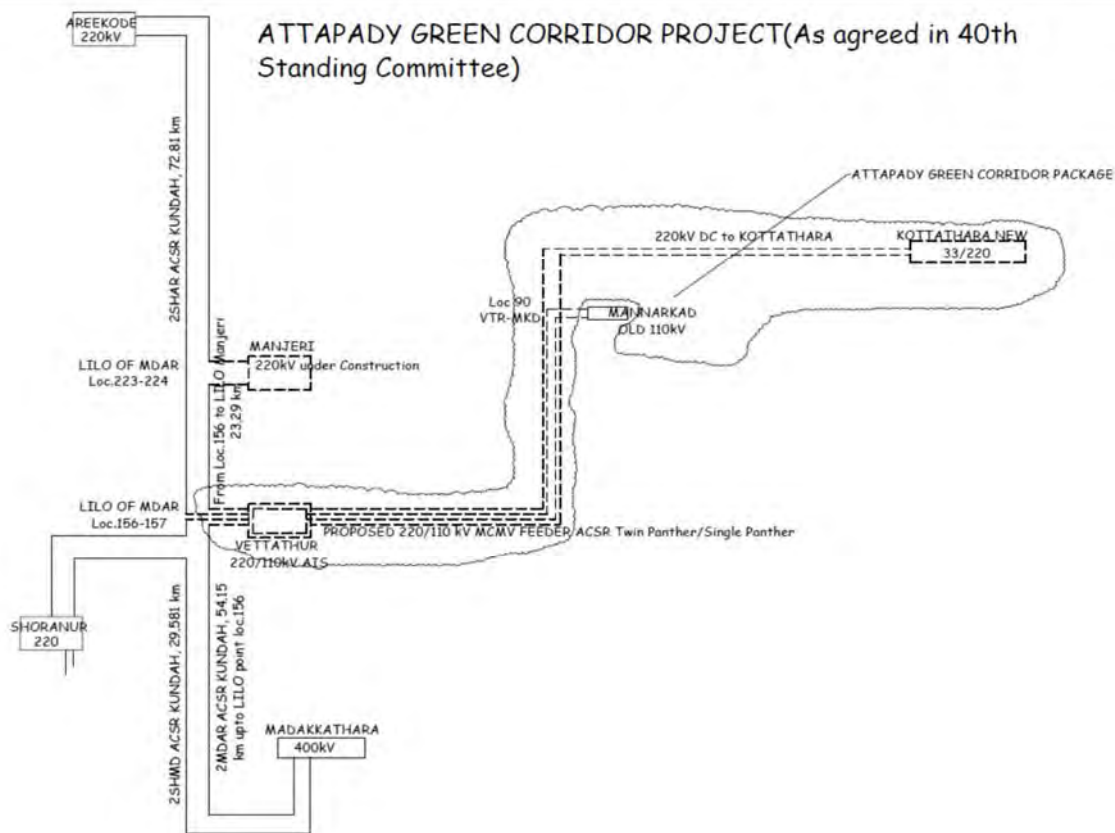 AREEKODE
220kV
ATTAPADY GREEN CORRIDOR PROJECT(As agreed in 40th
Standing Committee)
2SHAR ACSR KUNDAH, 72.81 km
ATTAPADY GREEN CORRIDOR PACKAGE
220kV DC to KOTTATHARA
KOTTATHARA NEW
33/220
Loc 90
VTR-MKD
MANNARKAD
OLD 110kV
LILO OF MDAR
Loc.223-224
MANJERI
220kV under Construction
From Loc.156 to LILO Manjeri
23.29 km
LILO OF MDAR
Loc.156-157
VETTATHUR
220/110kV AIS
PROPOSED 220/110 kV MCMV FEEDER ACSR Twin Panther/Single Panther
SHORANUR
220
2SHMD ACSR KUNDAH, 29.581 km
2MDAR ACSR KUNDAH, 54.15
km upto LILO point loc.156
MADAKKATHARA
400kV